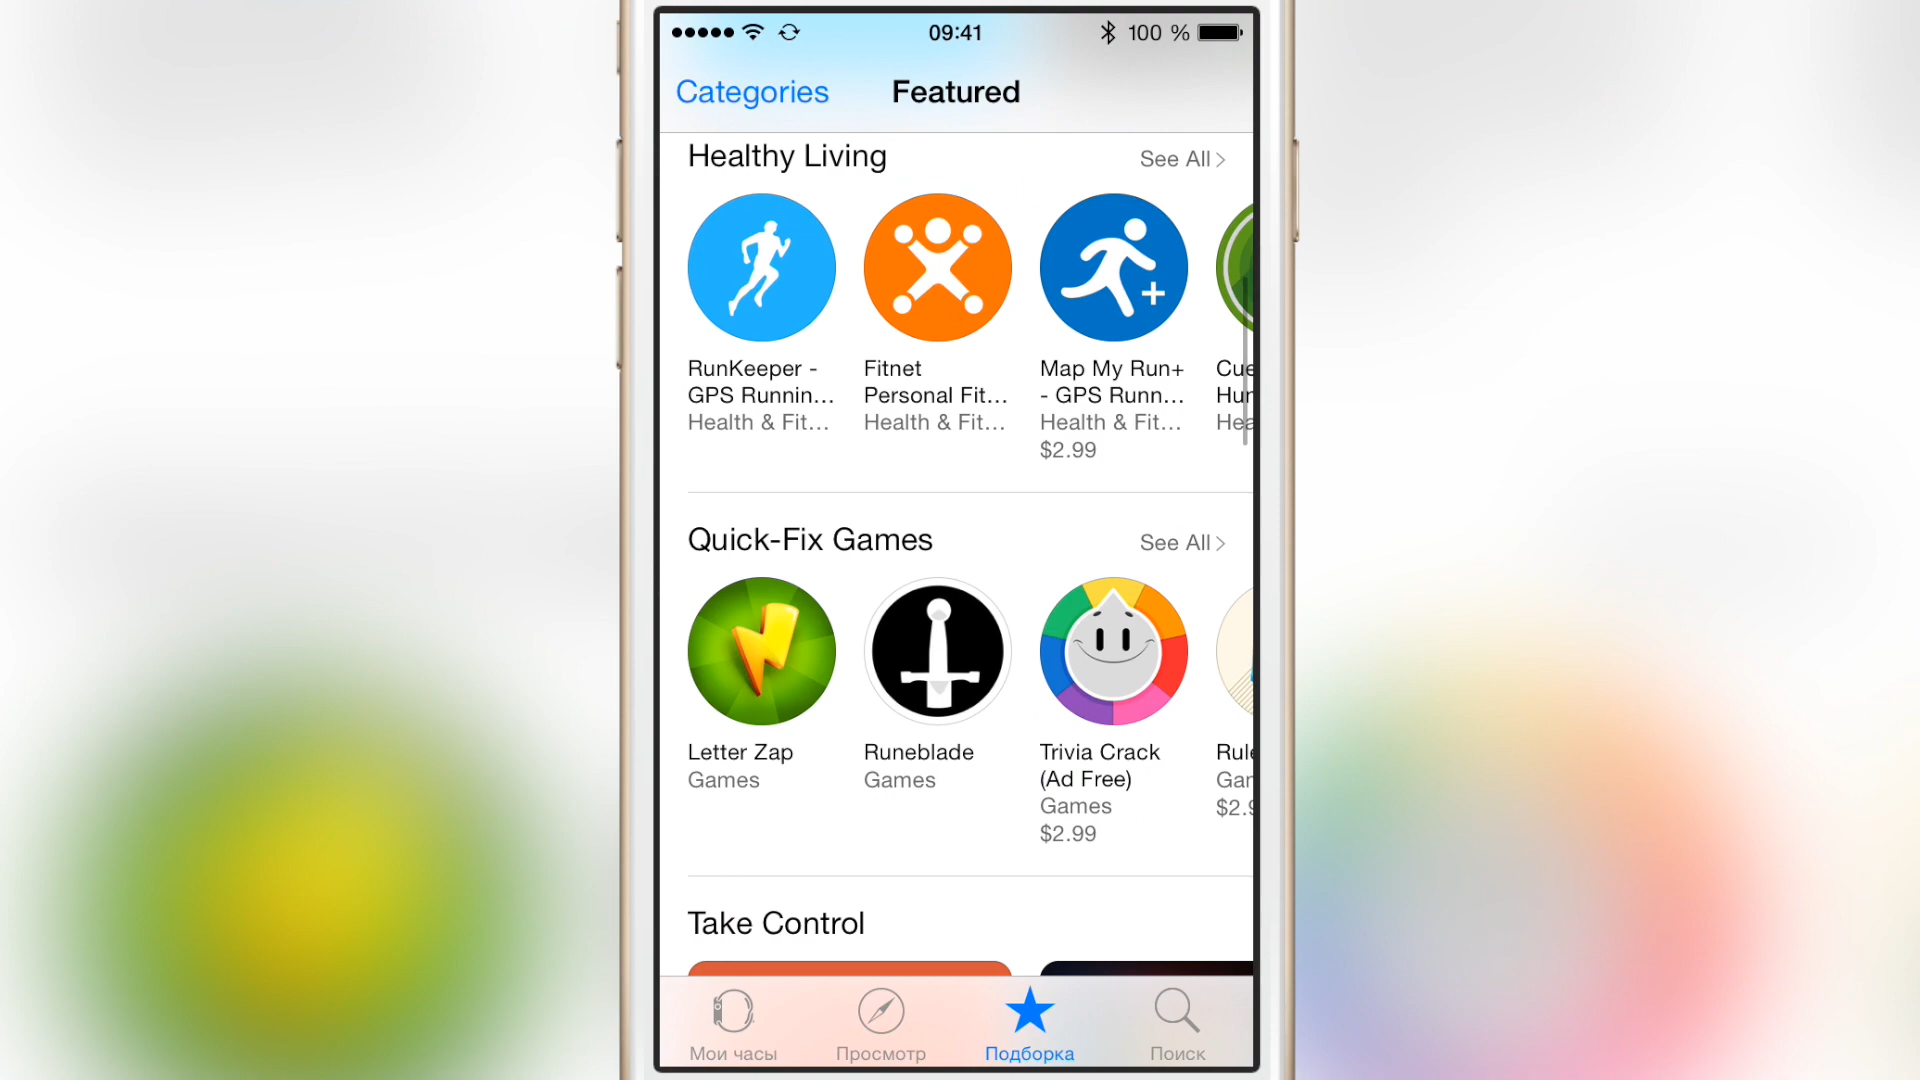 09:41 100 %
Categories Featured
Healthy Living See All
RunKeeper - Fitnet Map My Run+
GPS Runnin... Personal Fit... - GPS Runn...
Health & Fit... Health & Fit... Health & Fit...
$2.99
Quick-Fix Games See All
Letter Zap Runeblade Trivia Crack
Games Games (Ad Free)
Games
$2.99
Take Control
Мои часы Просмотр Подборка Поиск